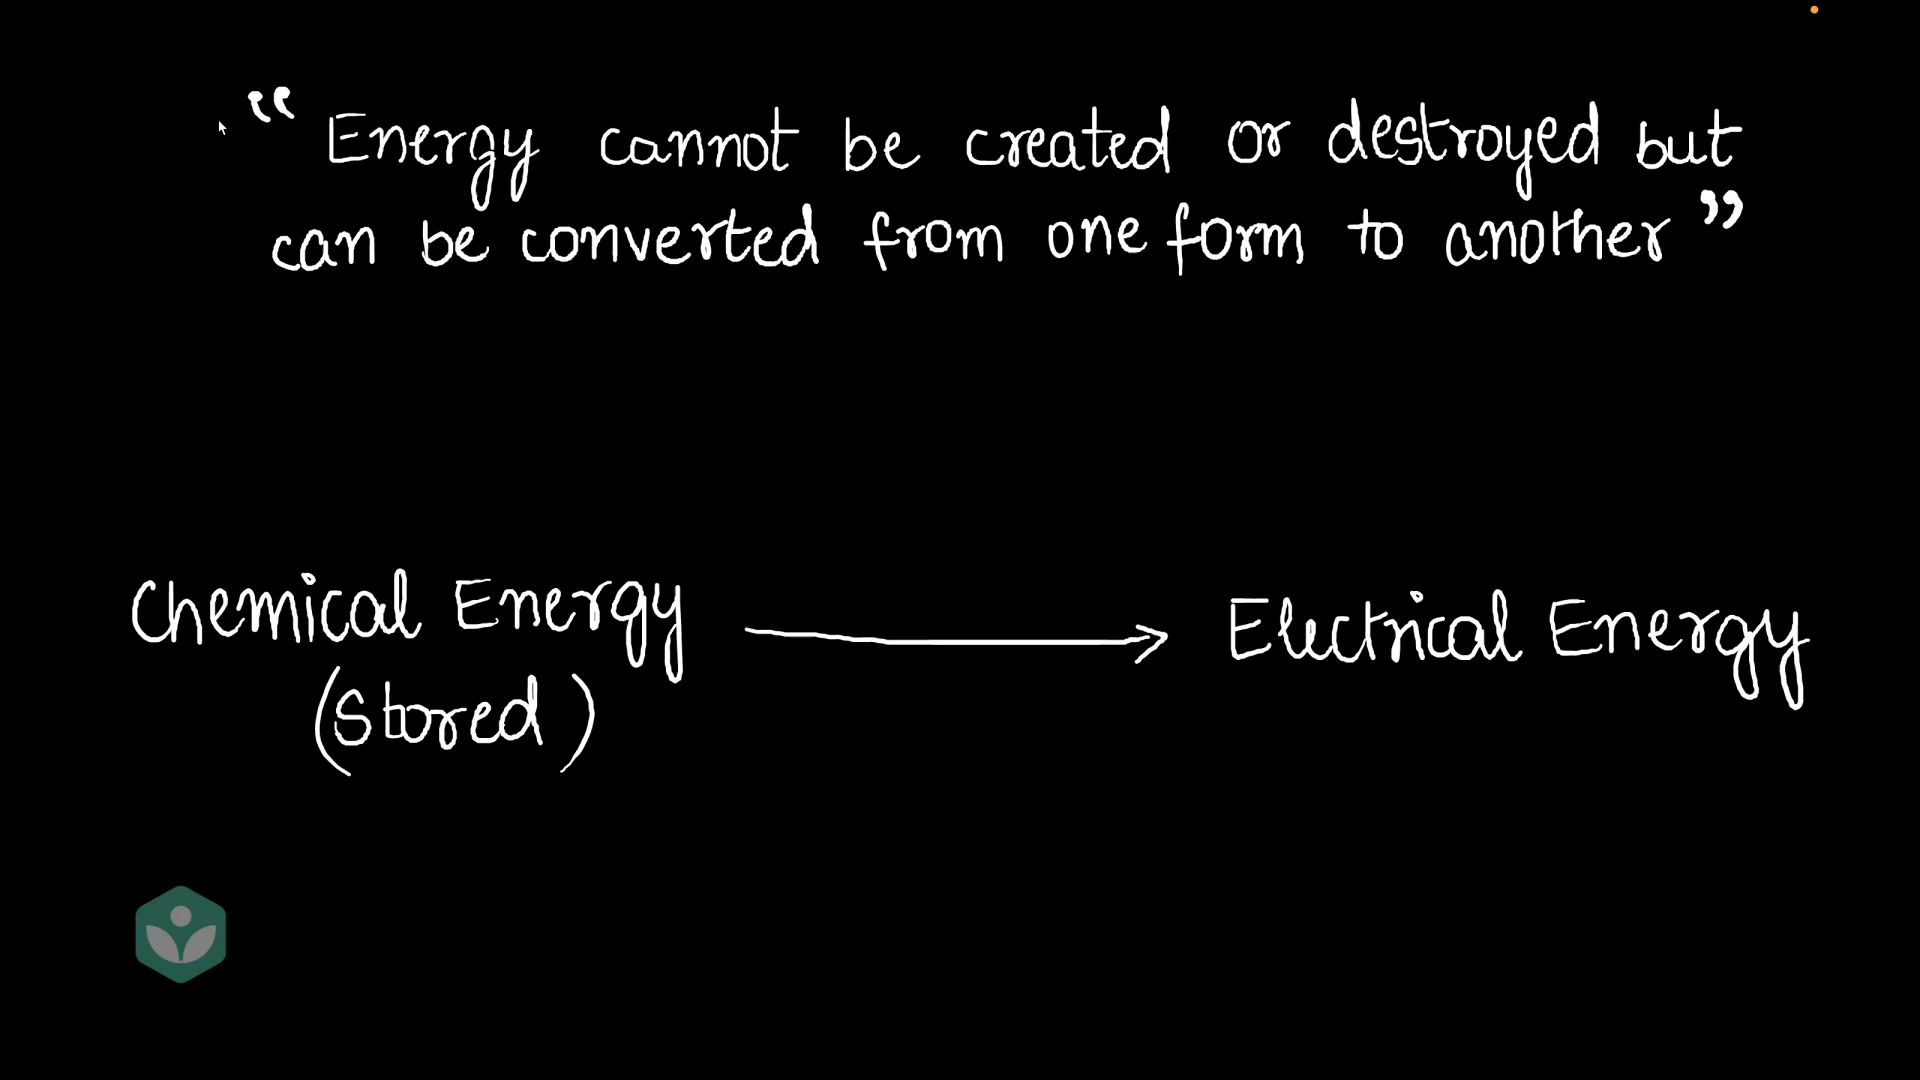 “Energy cannot be created or destroyed but
can be converted from one form to another”
Chemical Energy
(Stored)
Electrical Energy